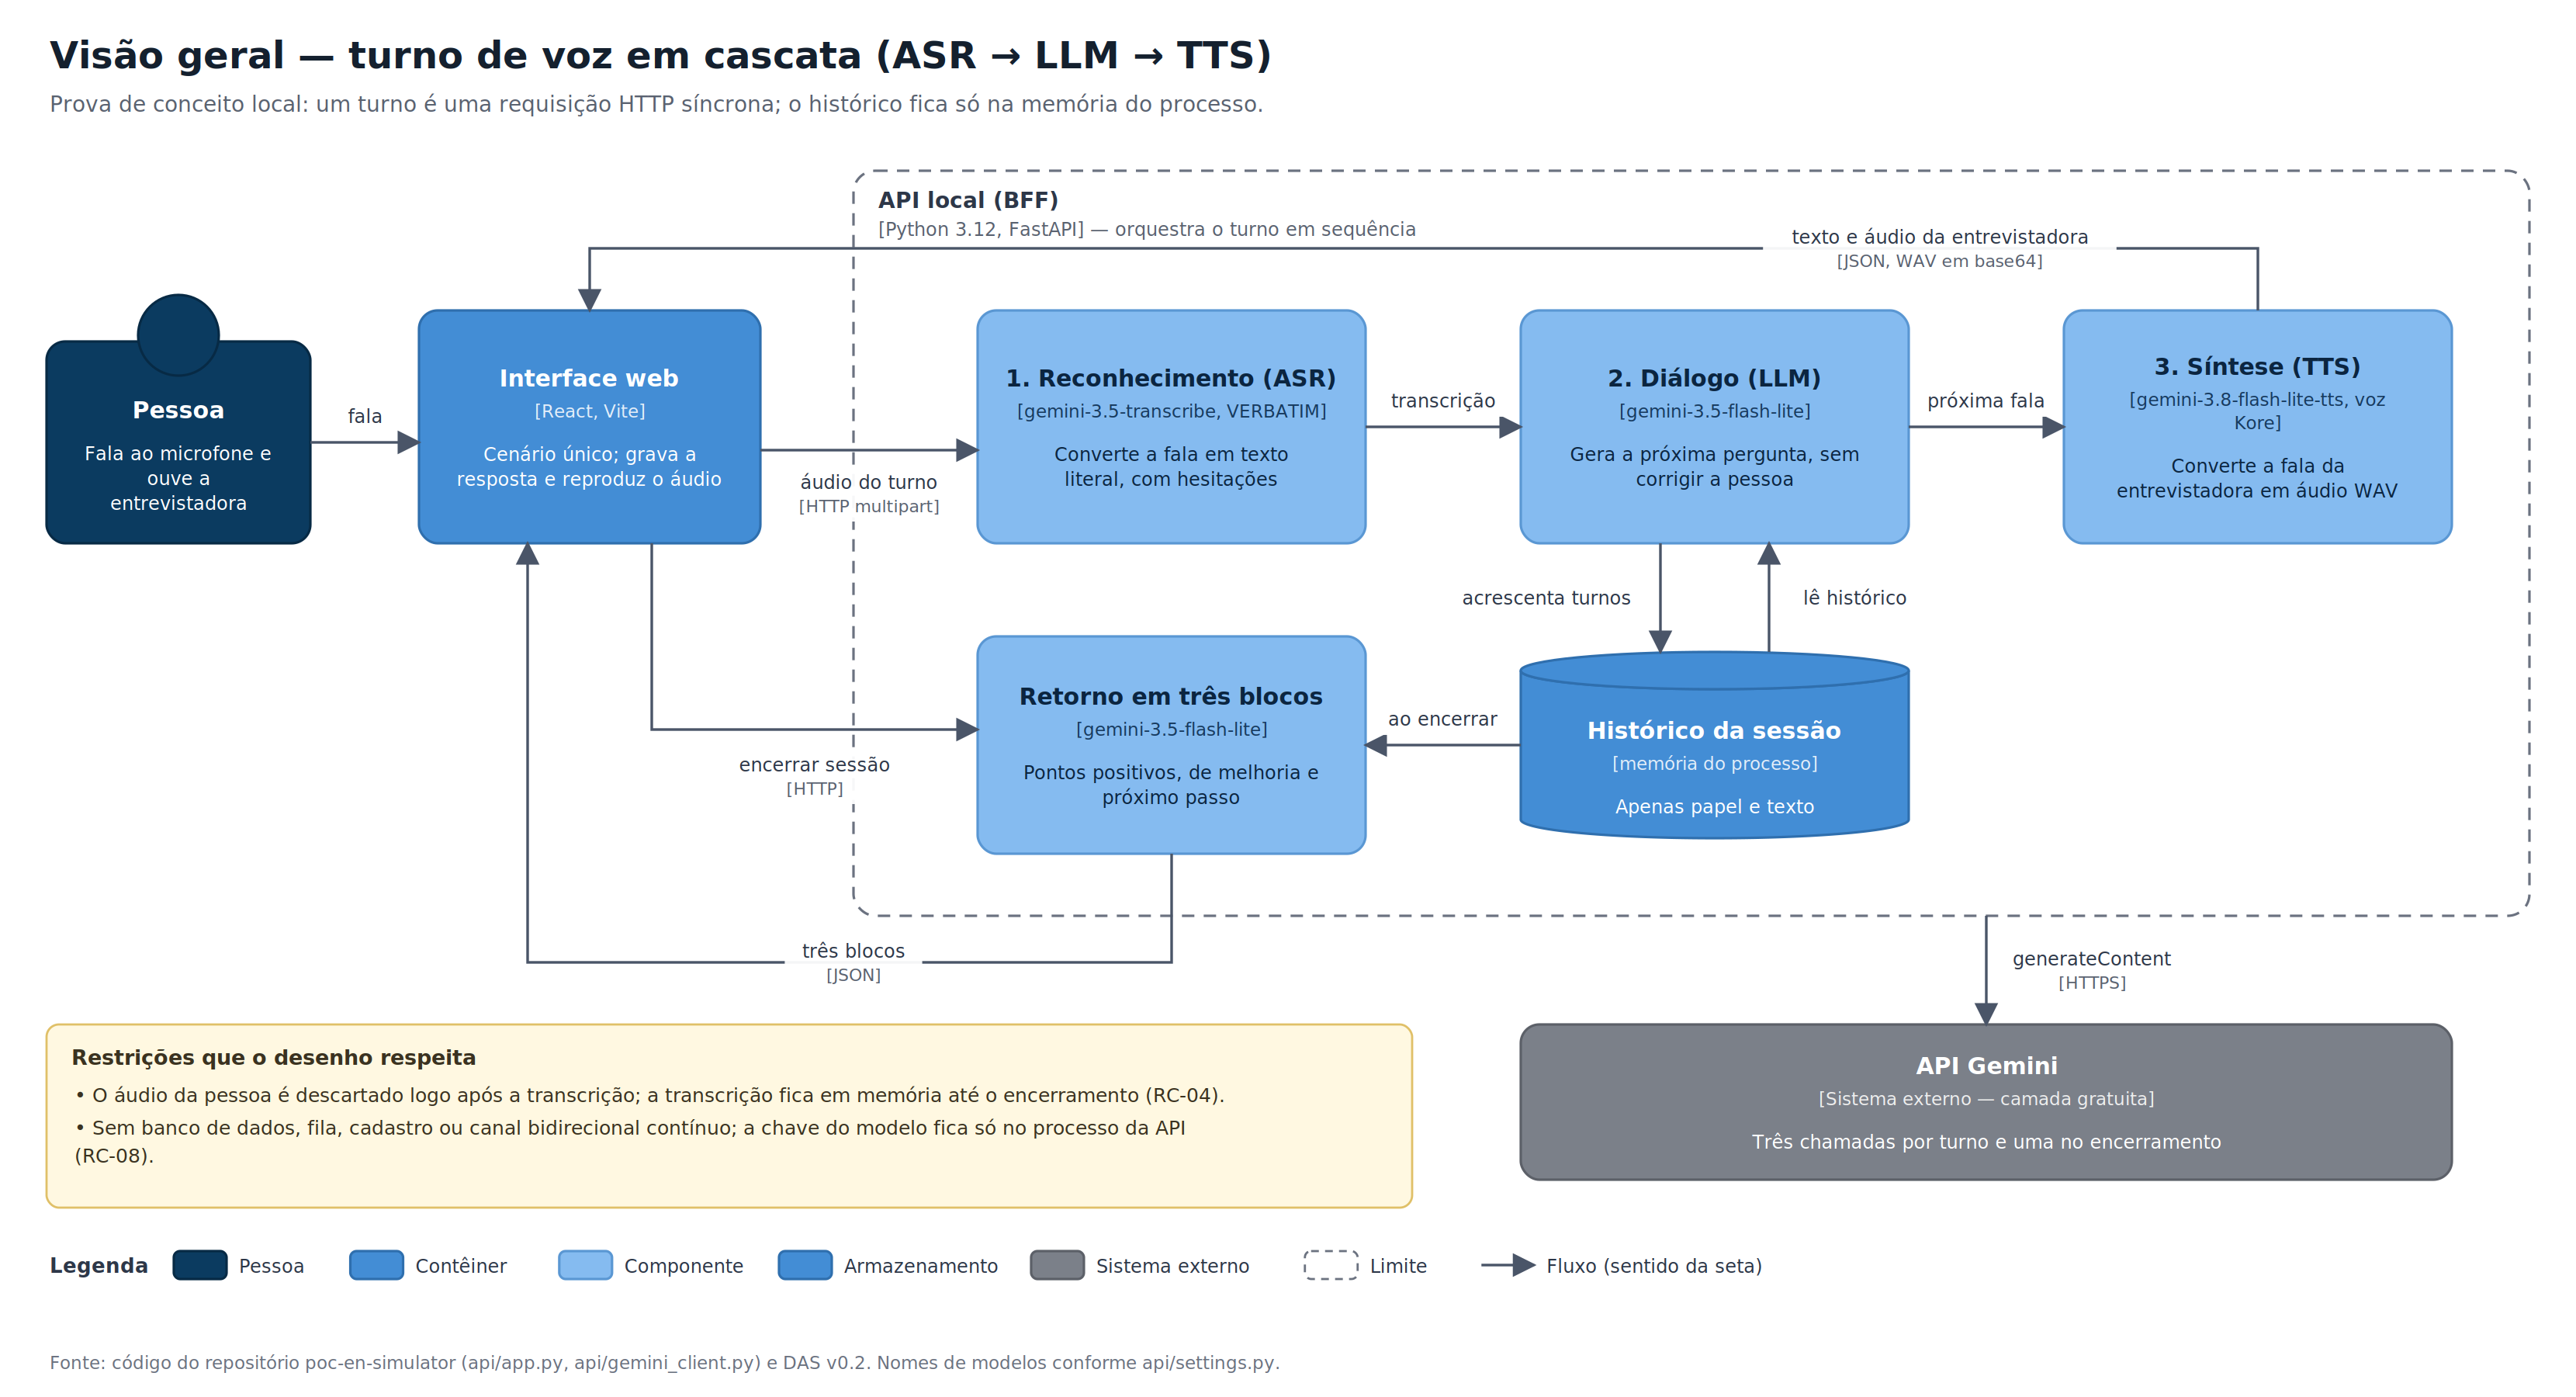 Visão geral — turno de voz em cascata (ASR → LLM → TTS)
Prova de conceito local: um turno é uma requisição HTTP síncrona; o histórico fica só na memória do processo.
API local (BFF)
[Python 3.12, FastAPI] — orquestra o turno em sequência
texto e áudio da entrevistadora
[JSON, WAV em base64]
Pessoa
Fala ao microfone e
ouve a
entrevistadora
fala
Interface web
[React, Vite]
Cenário único; grava a
resposta e reproduz o áudio
áudio do turno
[HTTP multipart]
1. Reconhecimento (ASR)
[gemini-3.5-transcribe, VERBATIM]
Converte a fala em texto
literal, com hesitações
transcrição
2. Diálogo (LLM)
[gemini-3.5-flash-lite]
Gera a próxima pergunta, sem
corrigir a pessoa
próxima fala
3. Síntese (TTS)
[gemini-3.8-flash-lite-tts, voz
Kore]
Converte a fala da
entrevistadora em áudio WAV
acrescenta turnos
lê histórico
encerrar sessão
[HTTP]
Retorno em três blocos
[gemini-3.5-flash-lite]
Pontos positivos, de melhoria e
próximo passo
ao encerrar
Histórico da sessão
[memória do processo]
Apenas papel e texto
três blocos
[JSON]
generateContent
[HTTPS]
Restrições que o desenho respeita
• O áudio da pessoa é descartado logo após a transcrição; a transcrição fica em memória até o encerramento (RC-04).
• Sem banco de dados, fila, cadastro ou canal bidirecional contínuo; a chave do modelo fica só no processo da API
(RC-08).
API Gemini
[Sistema externo — camada gratuita]
Três chamadas por turno e uma no encerramento
Legenda
Pessoa
Contêiner
Componente
Armazenamento
Sistema externo
Limite
Fluxo (sentido da seta)
Fonte: código do repositório poc-en-simulator (api/app.py, api/gemini_client.py) e DAS v0.2. Nomes de modelos conforme api/settings.py.